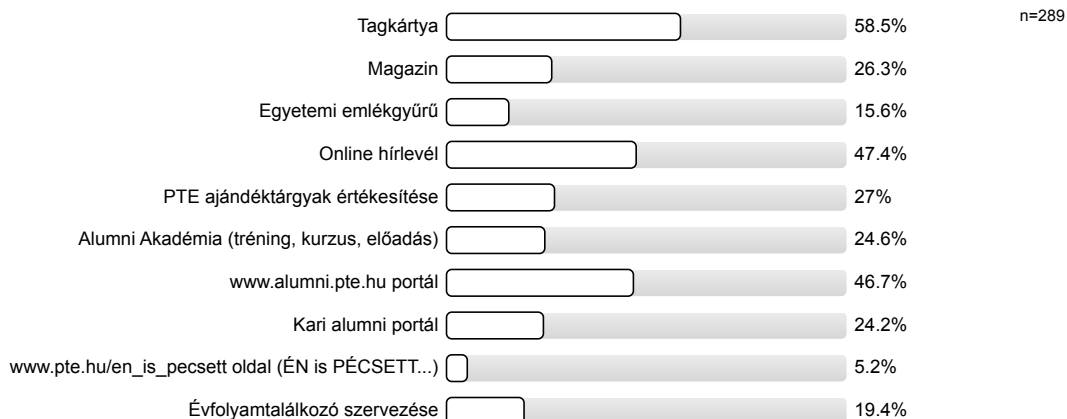 n=289
Tagkártya 58.5%
Magazin 26.3%
Egyetemi emlékgyűrű 15.6%
Online hírlevél 47.4%
PTE ajándéktárgyak értékesítése 27%
Alumni Akadémia (tréning, kurzus, előadás) 24.6%
www.alumni.pte.hu portál 46.7%
Kari alumni portál 24.2%
www.pte.hu/en_is_pecsett oldal (ÉN is PÉCSETT...) 5.2%
Évfolyamtalálkozó szervezése 19.4%